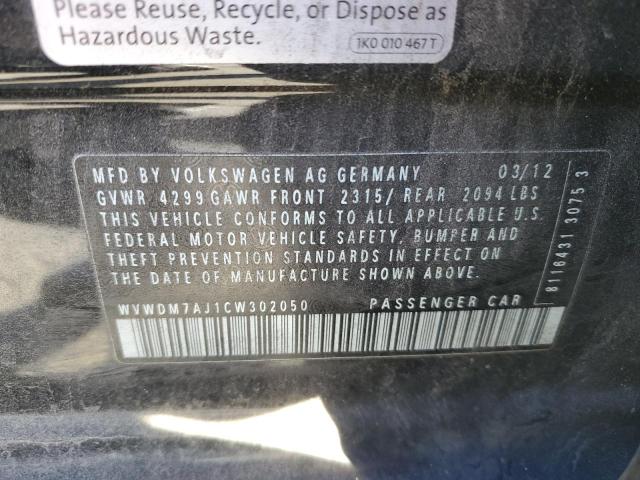 Please Reuse, Recycle, or Dispose as
Hazardous Waste.
1K0 010 467 T
MFD BY VOLKSWAGEN AG GERMANY 03/12
GVWR 4299 GAWR FRONT 2315/ REAR 2094 LBS
THIS VEHICLE CONFORMS TO ALL APPLICABLE U.S.
FEDERAL MOTOR VEHICLE SAFETY, BUMPER AND
THEFT PREVENTION STANDARDS IN EFFECT ON
THE DATE OF MANUFACTURE SHOWN ABOVE.
WVWDM7AJ1CW302050 PASSENGER CAR
8116431 3075 3